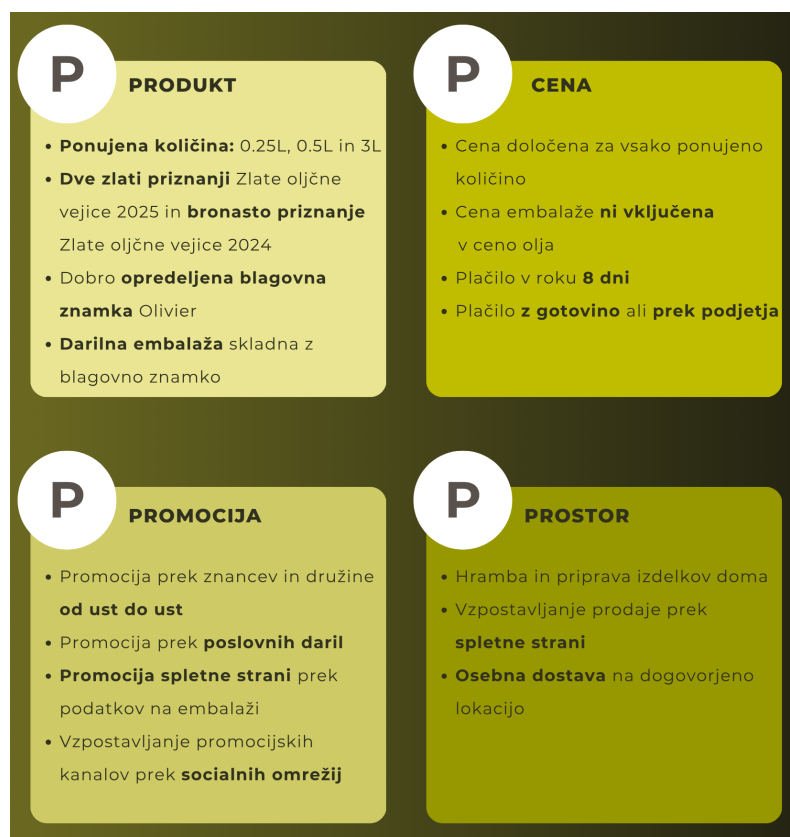 P
PRODUKT
• Ponujena količina: 0.25L, 0.5L in 3L
• Dve zlati priznanji Zlate oljčne
vejice 2025 in bronasto priznanje
Zlate oljčne vejice 2024
• Dobro opredeljena blagovna
znamka Olivier
• Darilna embalaža skladna z
blagovno znamko
P
CENA
• Cena določena za vsako ponujeno
količino
• Cena embalaže ni vključena
v ceno olja
• Plačilo v roku 8 dni
• Plačilo z gotovino ali prek podjetja
P
PROMOCIJA
• Promocija prek znancev in družine
od ust do ust
• Promocija prek poslovnih daril
• Promocija spletne strani prek
podatkov na embalaži
• Vzpostavljanje promocijskih
kanalov prek socialnih omrežij
P
PROSTOR
• Hramba in priprava izdelkov doma
• Vzpostavljanje prodaje prek
spletne strani
• Osebna dostava na dogovorjeno
lokacijo